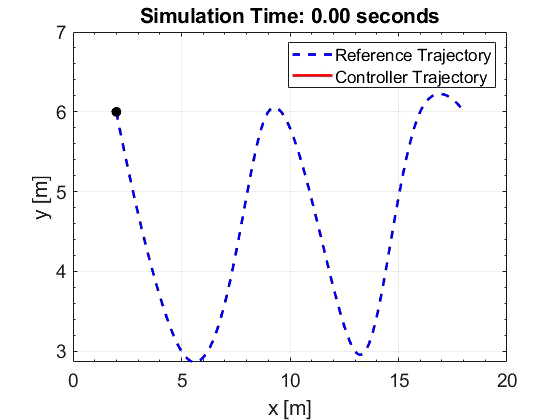 Simulation Time: 0.00 seconds
Reference Trajectory
Controller Trajectory
7
6
5
4
3
y [m]
0 5 10 15 20
x [m]